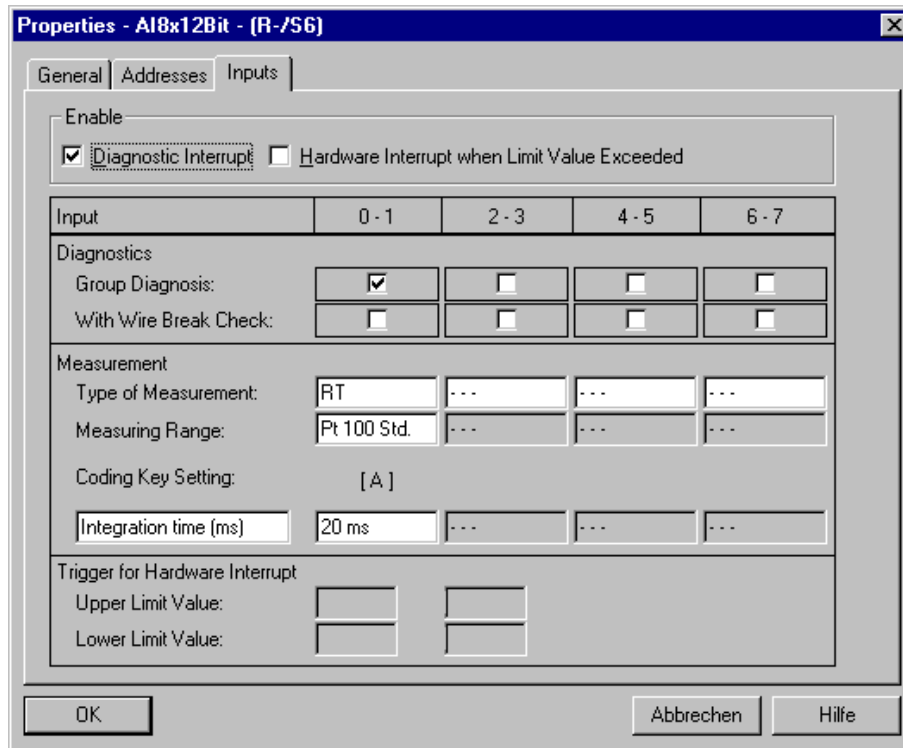 Properties - AI8x12Bit - (R-/S6)
General Addresses Inputs
Enable
Diagnostic Interrupt Hardware Interrupt when Limit Value Exceeded
Input 0 - 1 2 - 3 4 - 5 6 - 7
Diagnostics
Group Diagnosis:
With Wire Break Check:
Measurement
Type of Measurement: RT - - - - - - - - -
Measuring Range: Pt 100 Std. - - - - - - - - -
Coding Key Setting: [ A ]
Integration time (ms) 20 ms - - - - - - - - -
Trigger for Hardware Interrupt
Upper Limit Value:
Lower Limit Value:
OK Abbrechen Hilfe